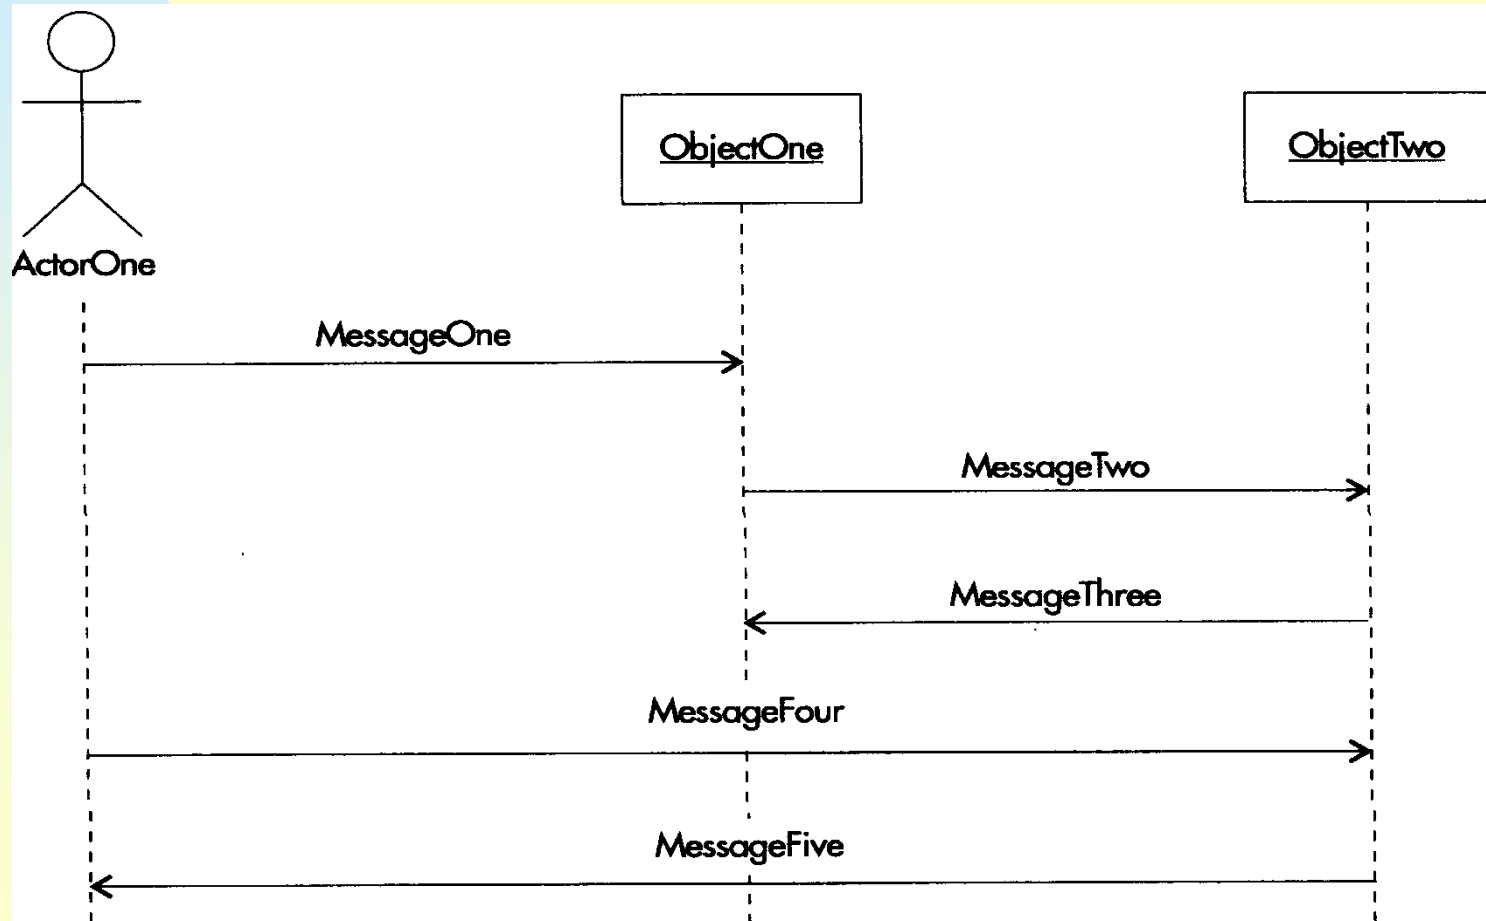 ObjectOne
ObjectTwo
ActorOne
MessageOne
MessageTwo
MessageThree
MessageFour
MessageFive